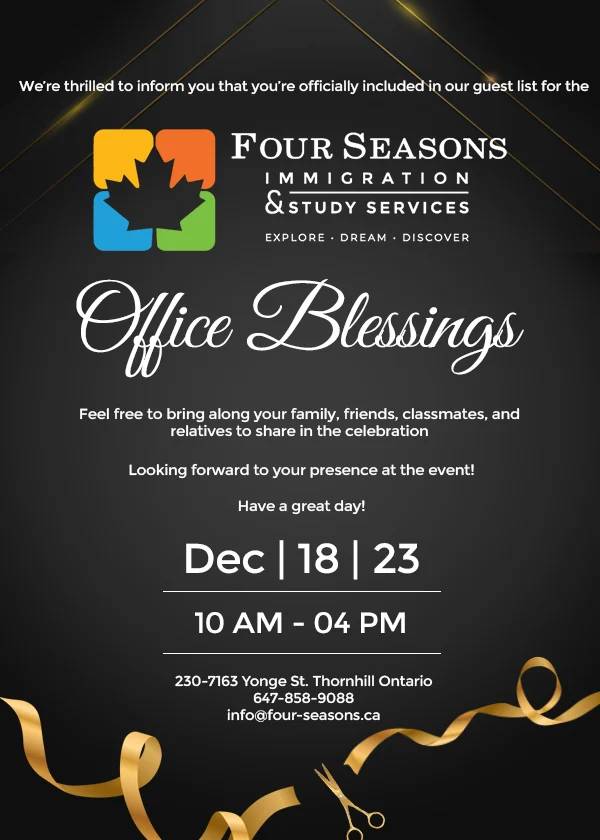 We're thrilled to inform you that you're officially included in our guest list for the
FOUR SEASONS
IMMIGRATION
& STUDY SERVICES
EXPLORE · DREAM · DISCOVER
Office Blessings
Feel free to bring along your family, friends, classmates, and
relatives to share in the celebration
Looking forward to your presence at the event!
Have a great day!
Dec | 18 | 23
10 AM - 04 PM
230-7163 Yonge St. Thornhill Ontario
647-858-9088
info@four-seasons.ca